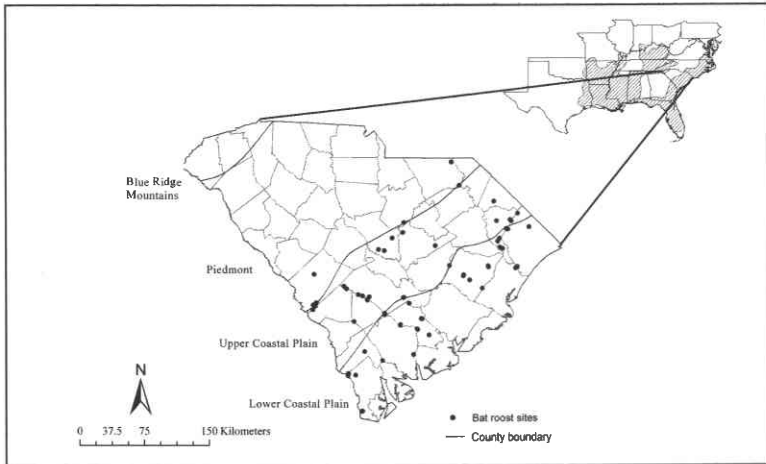 Blue Ridge
Mountains
Piedmont
Upper Coastal Plain
Lower Coastal Plain
N
0 37.5 75 150 Kilometers
Bat roost sites
County boundary